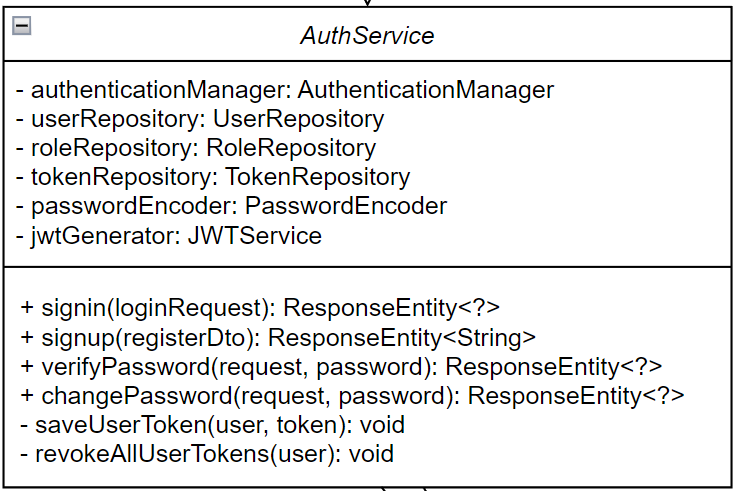 AuthService
- authenticationManager: AuthenticationManager
- userRepository: UserRepository
- roleRepository: RoleRepository
- tokenRepository: TokenRepository
- passwordEncoder: PasswordEncoder
- jwtGenerator: JWTService
+ signin(loginRequest): ResponseEntity<?>
+ signup(registerDto): ResponseEntity<String>
+ verifyPassword(request, password): ResponseEntity<?>
+ changePassword(request, password): ResponseEntity<?>
- saveUserToken(user, token): void
- revokeAllUserTokens(user): void